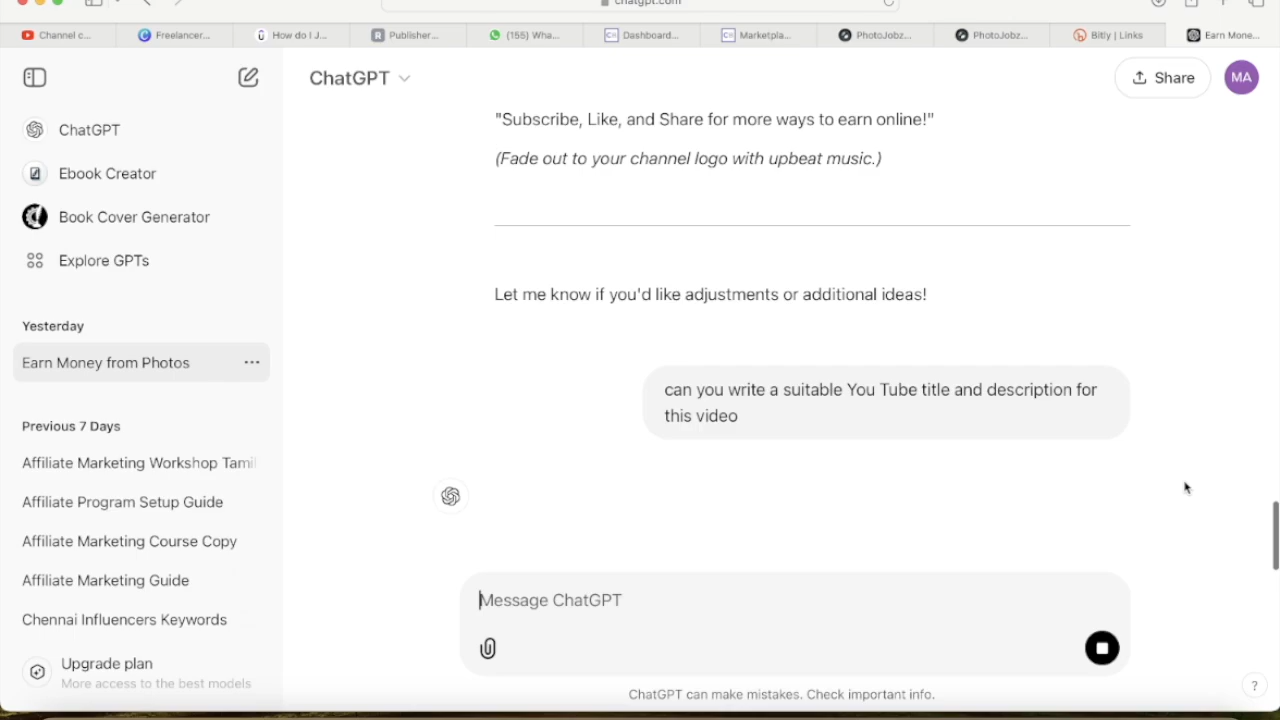 chatgpt.com
Channel c...
Freelancer...
How do I J...
Publisher...
(155) Wha...
Dashboard...
Marketpla...
PhotoJobz...
PhotoJobz...
Bitly | Links
Earn Mone...
ChatGPT
Share
MA
ChatGPT
Ebook Creator
Book Cover Generator
Explore GPTs
Yesterday
Earn Money from Photos
Previous 7 Days
Affiliate Marketing Workshop Tamil
Affiliate Program Setup Guide
Affiliate Marketing Course Copy
Affiliate Marketing Guide
Chennai Influencers Keywords
Upgrade plan
More access to the best models
"Subscribe, Like, and Share for more ways to earn online!"
(Fade out to your channel logo with upbeat music.)
Let me know if you'd like adjustments or additional ideas!
can you write a suitable You Tube title and description for
this video
Message ChatGPT
ChatGPT can make mistakes. Check important info.
?